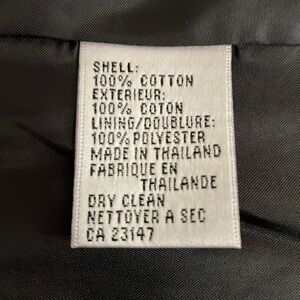 SHELL:
100% COTTON
EXTERIEUR:
100% COTON
LINING/DOUBLURE:
100% POLYESTER
MADE IN THAILAND
FABRIQUE EN
THAILANDE
DRY CLEAN
NETTOYER A SEC
CA 23147